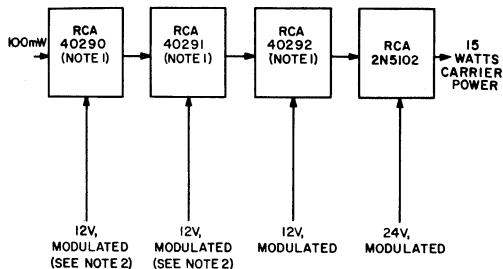 100mW
RCA
40290
(NOTE 1)
RCA
40291
(NOTE 1)
RCA
40292
(NOTE 1)
RCA
2N5102
15
WATTS
CARRIER
POWER
12V,
MODULATED
(SEE NOTE 2)
12V,
MODULATED
(SEE NOTE 2)
12V,
MODULATED
24V,
MODULATED